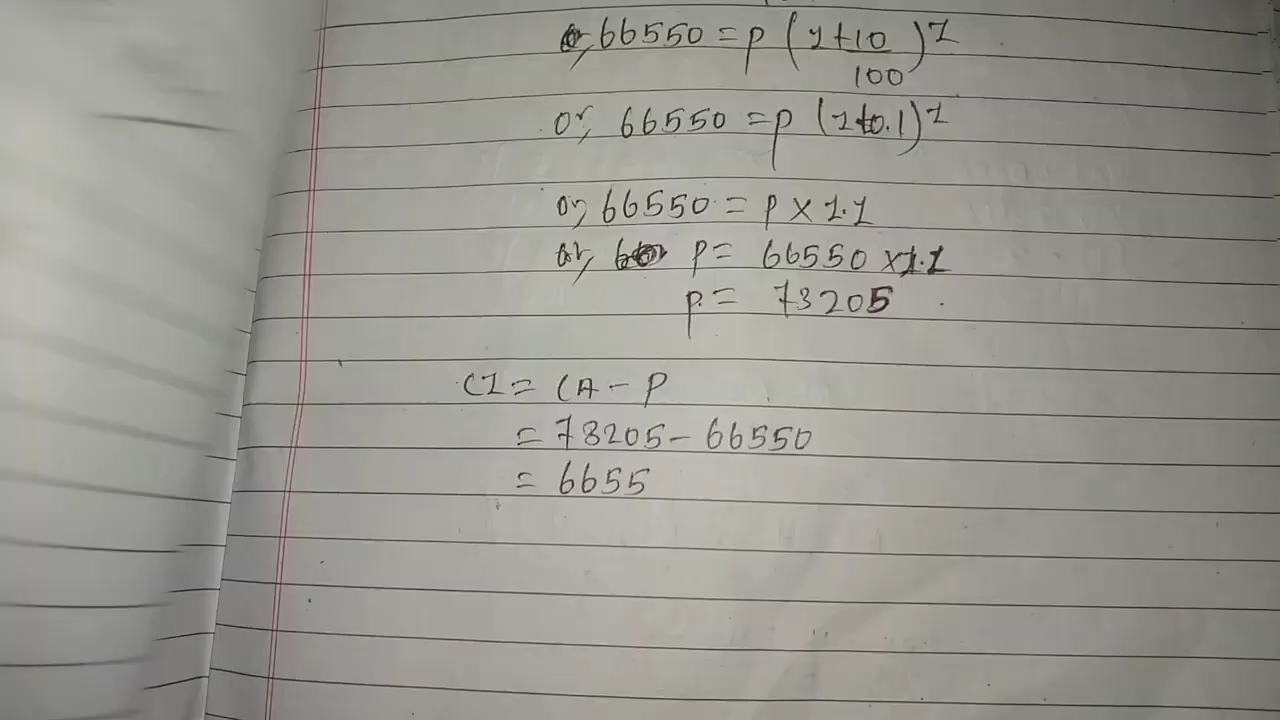 or, 66550 = P (1+10/100)^1
or, 66550 = P (1+0.1)^1
or, 66550 = P × 1.1
or, P = 66550 ×1.1
P = 73205
CI = CA - P
= 73205 - 66550
= 6655